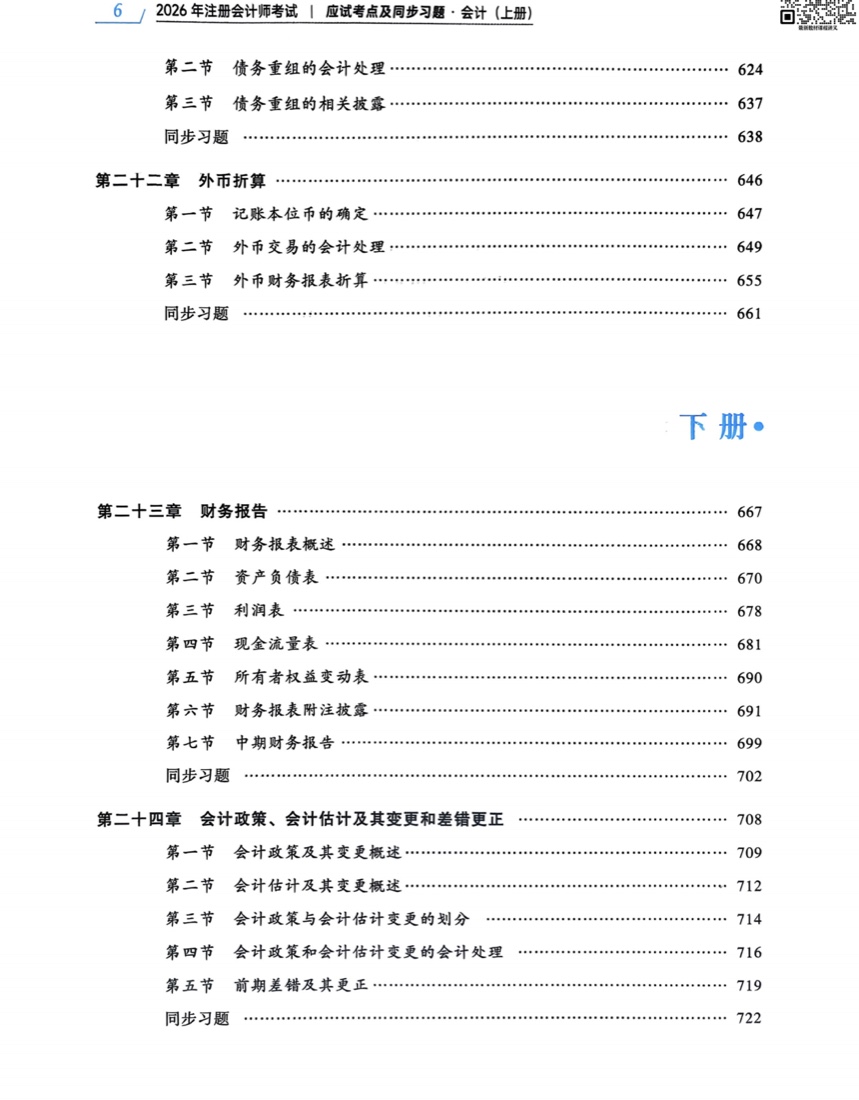 6 2026年注册会计师考试 | 应试考点及同步习题·会计（上册）
第二节 债务重组的会计处理 …… 624
第三节 债务重组的相关披露 …… 637
同步习题 …… 638
第二十二章 外币折算 …… 646
第一节 记账本位币的确定 …… 647
第二节 外币交易的会计处理 …… 649
第三节 外币财务报表折算 …… 655
同步习题 …… 661
下册
第二十三章 财务报告 …… 667
第一节 财务报表概述 …… 668
第二节 资产负债表 …… 670
第三节 利润表 …… 678
第四节 现金流量表 …… 681
第五节 所有者权益变动表 …… 690
第六节 财务报表附注披露 …… 691
第七节 中期财务报告 …… 699
同步习题 …… 702
第二十四章 会计政策、会计估计及其变更和差错更正 …… 708
第一节 会计政策及其变更概述 …… 709
第二节 会计估计及其变更概述 …… 712
第三节 会计政策与会计估计变更的划分 …… 714
第四节 会计政策和会计估计变更的会计处理 …… 716
第五节 前期差错及其更正 …… 719
同步习题 …… 722